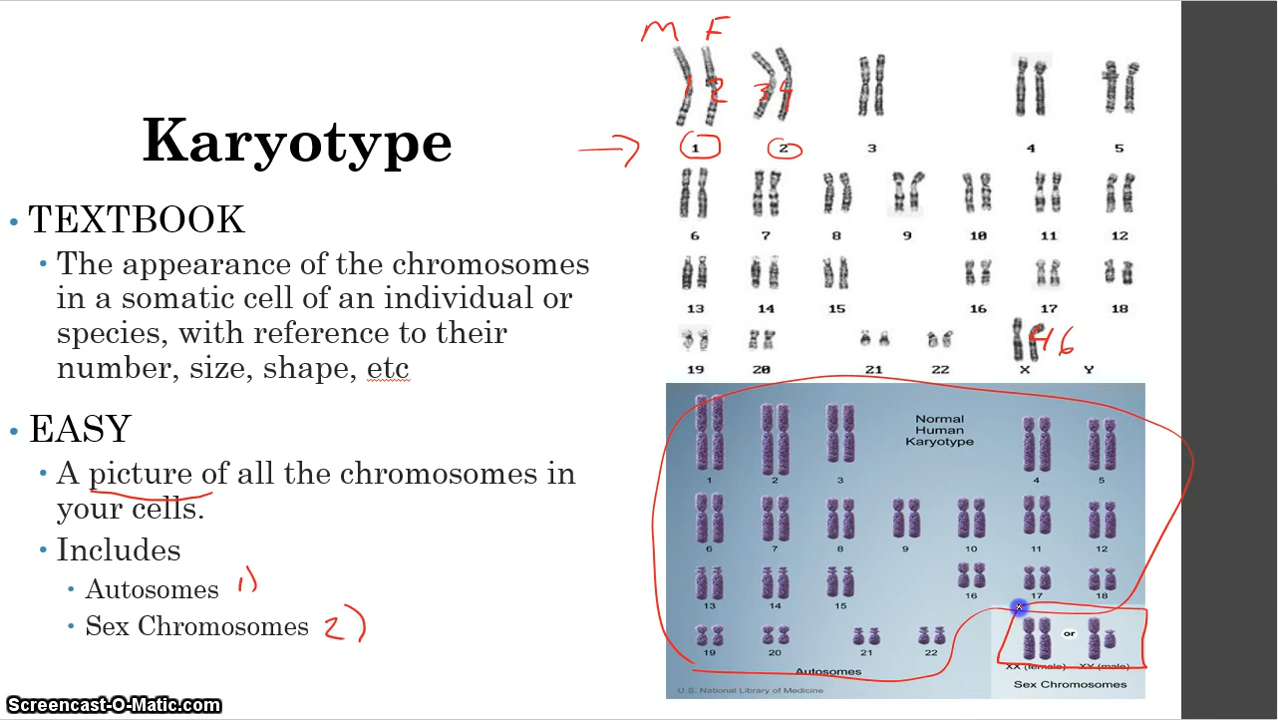 Karyotype
• TEXTBOOK
• The appearance of the chromosomes
in a somatic cell of an individual or
species, with reference to their
number, size, shape, etc
• EASY
• A picture of all the chromosomes in
your cells.
• Includes
• Autosomes 1)
• Sex Chromosomes 2)
M F
1 2 3 4
1 2 3 4 5
6 7 8 9 10 11 12
13 14 15 16 17 18
46
19 20 21 22 X Y
Normal
Human
Karyotype
1 2 3 4 5
6 7 8 9 10 11 12
13 14 15 16 17 18
or
19 20 21 22 XX (female) XY (male)
Autosomes
Sex Chromosomes
U.S. National Library of Medicine
Screencast-O-Matic.com